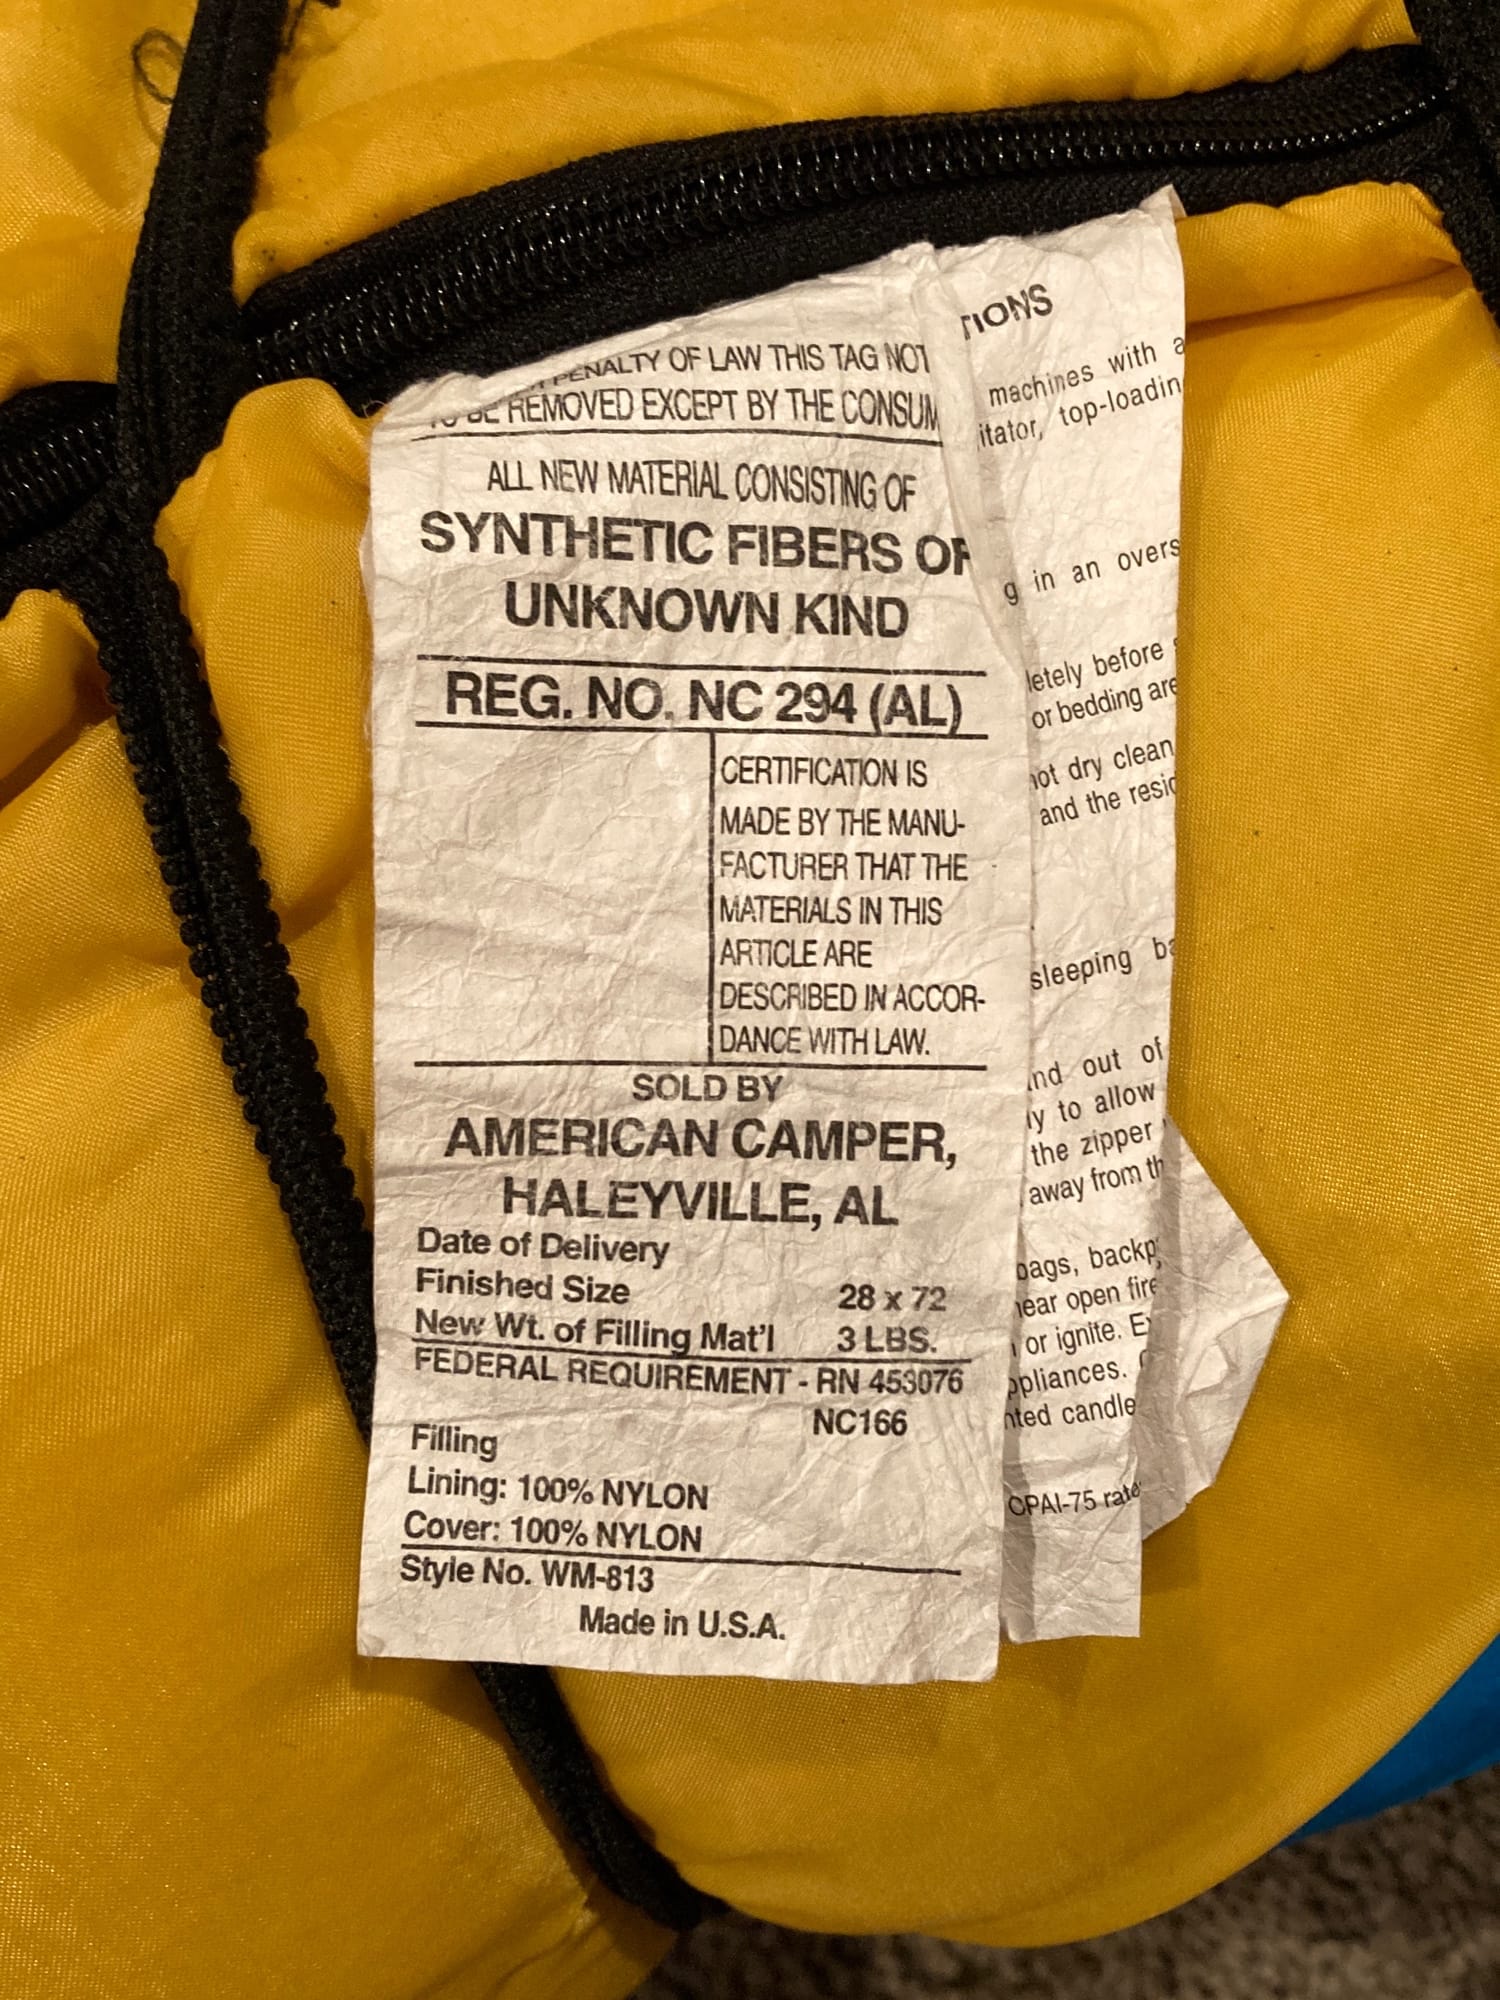 PENALTY OF LAW THIS TAG NOT
TO BE REMOVED EXCEPT BY THE CONSUM
ALL NEW MATERIAL CONSISTING OF
SYNTHETIC FIBERS OF
UNKNOWN KIND
REG. NO. NC 294 (AL)
CERTIFICATION IS
MADE BY THE MANU-
FACTURER THAT THE
MATERIALS IN THIS
ARTICLE ARE
DESCRIBED IN ACCOR-
DANCE WITH LAW.
SOLD BY
AMERICAN CAMPER,
HALEYVILLE, AL
Date of Delivery
Finished Size 28 x 72
New Wt. of Filling Mat'l 3 LBS.
FEDERAL REQUIREMENT - RN 453076
NC166
Filling
Lining: 100% NYLON
Cover: 100% NYLON
Style No. WM-813
Made in U.S.A.
TIONS
machines with a
itator, top-loadin
g in an overs
letely before
or bedding are
not dry clean
and the resid
sleeping ba
and out of
ly to allow
the zipper
away from th
bags, backp
near open fire
or ignite. Ex
ppliances.
nted candle
CPAI-75 rate